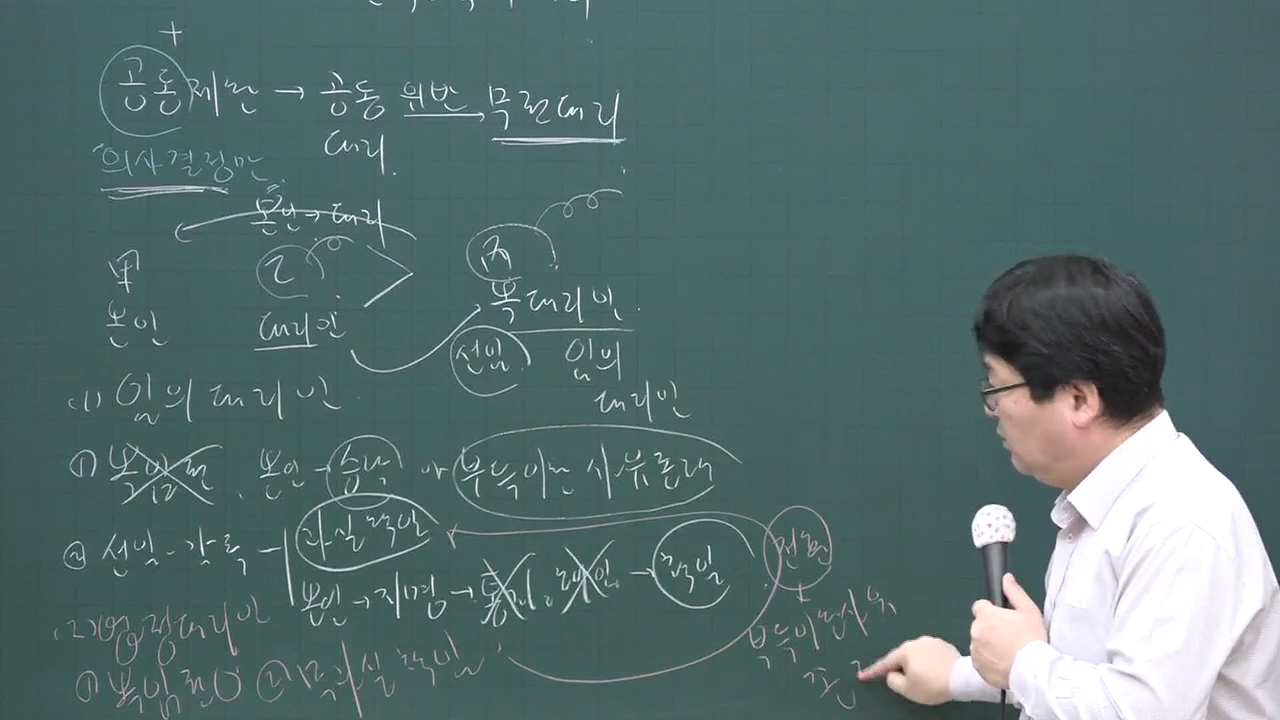 공동제한 → 공동 위반 → 무권대리
대리.
의사결정만
본인 → 대리
甲 乙 丙
본인 대리인 복대리인
선임 임의
대리인
(1) 임의대리인
① 복임권 본인 - 승낙 or 부득이한 사유로
② 선임·감독 - 과실책임
본인 → 지명 → 통지, 해임 → 책임
(2) 법정대리인
① 복임권 O ② 무과실책임
전환
부득이한 사유